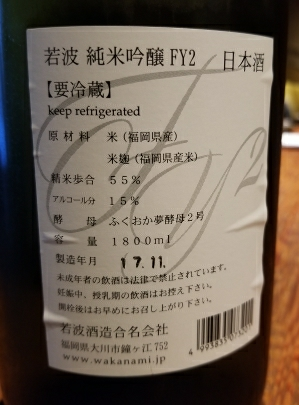 若波 純米吟醸 FY2 日本酒
【要冷蔵】
keep refrigerated
原材料 米(福岡県産)
米麹(福岡県産米)
精米歩合 55%
アルコール分 15%
酵母 ふくおか夢酵母2号
容量 1800ml
製造年月 17.11.
未成年者の飲酒は法律で禁止されています。
妊娠中、授乳期の飲酒はお控え下さい。
開栓後はお早めにお召し上がり下さい。
若波酒造合名会社
福岡県大川市鐘ヶ江752
www.wakanami.jp
Fy2